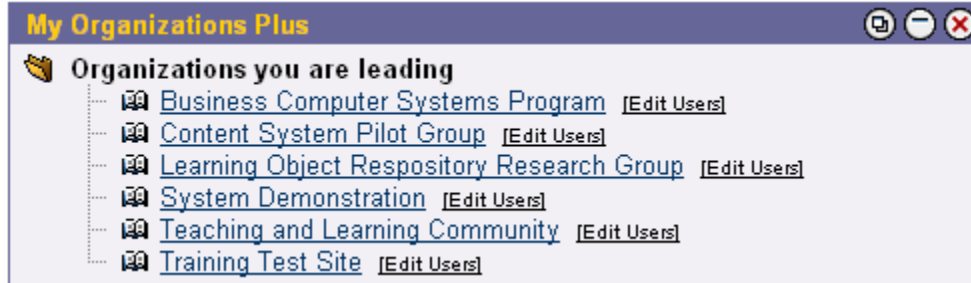 My Organizations Plus
Organizations you are leading
Business Computer Systems Program [Edit Users]
Content System Pilot Group [Edit Users]
Learning Object Respository Research Group [Edit Users]
System Demonstration [Edit Users]
Teaching and Learning Community [Edit Users]
Training Test Site [Edit Users]